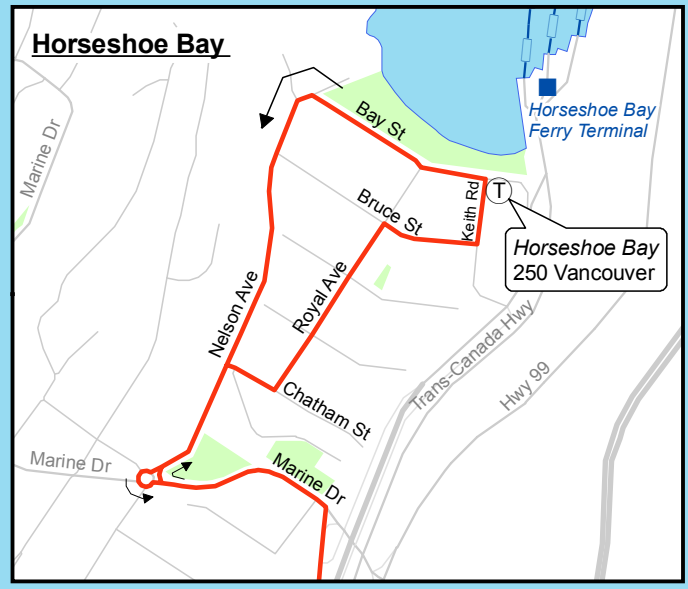 Horseshoe Bay
Marine Dr
Bay St
Horseshoe Bay
Ferry Terminal
T
Bruce St
Keith Rd
Horseshoe Bay
250 Vancouver
Nelson Ave
Royal Ave
Trans-Canada Hwy
Hwy 99
Chatham St
Marine Dr
Marine Dr